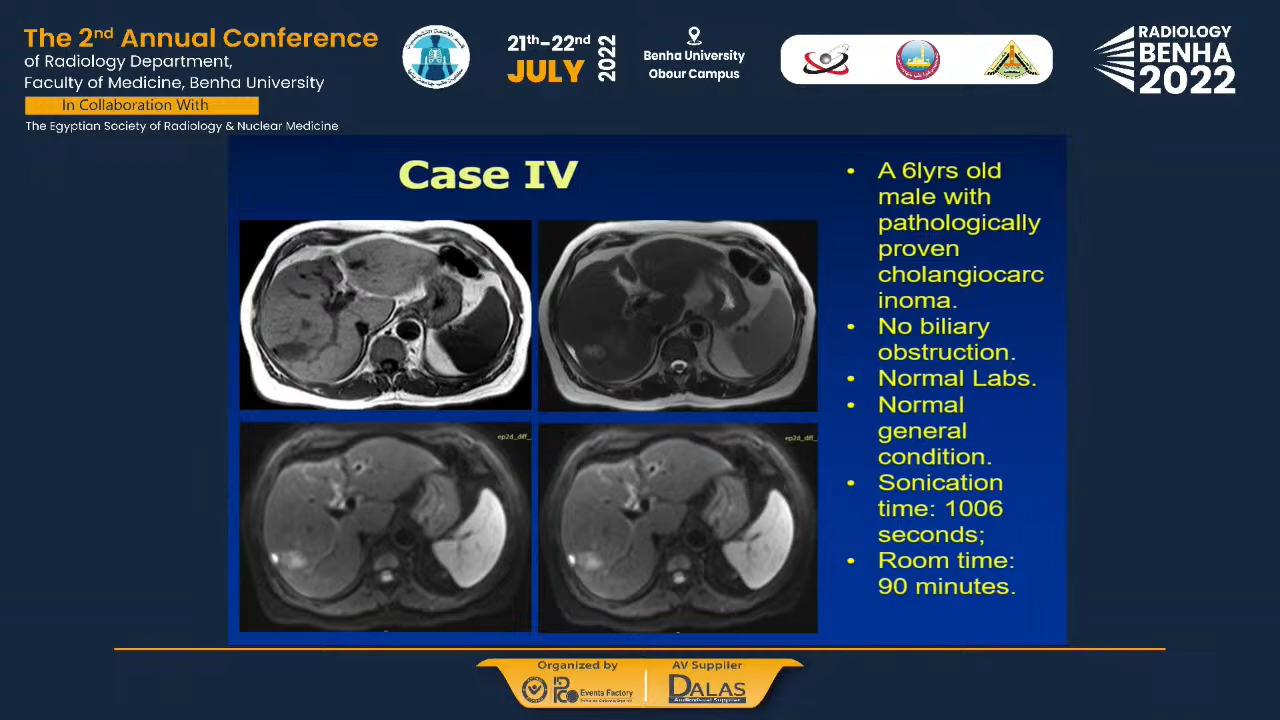 The 2nd Annual Conference
of Radiology Department,
Faculty of Medicine, Benha University
In Collaboration With
The Egyptian Society of Radiology & Nuclear Medicine
21th-22nd
JULY
2022
Benha University
Obour Campus
RADIOLOGY
BENHA
2022
Case IV
ep2d_diff_
ep2d_diff_
• A 6lyrs old
male with
pathologically
proven
cholangiocarc
inoma.
• No biliary
obstruction.
• Normal Labs.
• Normal
general
condition.
• Sonication
time: 1006
seconds;
• Room time:
90 minutes.
Organized by
Events Factory
AV Supplier
DALAS
Audiovisual Supplier